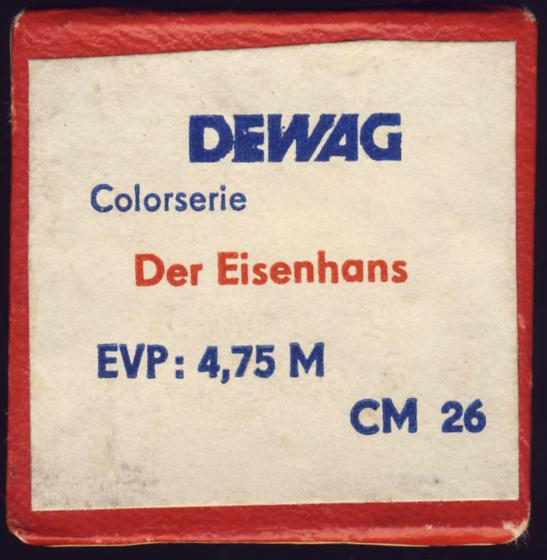 DEWAG
Colorserie
Der Eisenhans
EVP: 4,75 M
CM 26